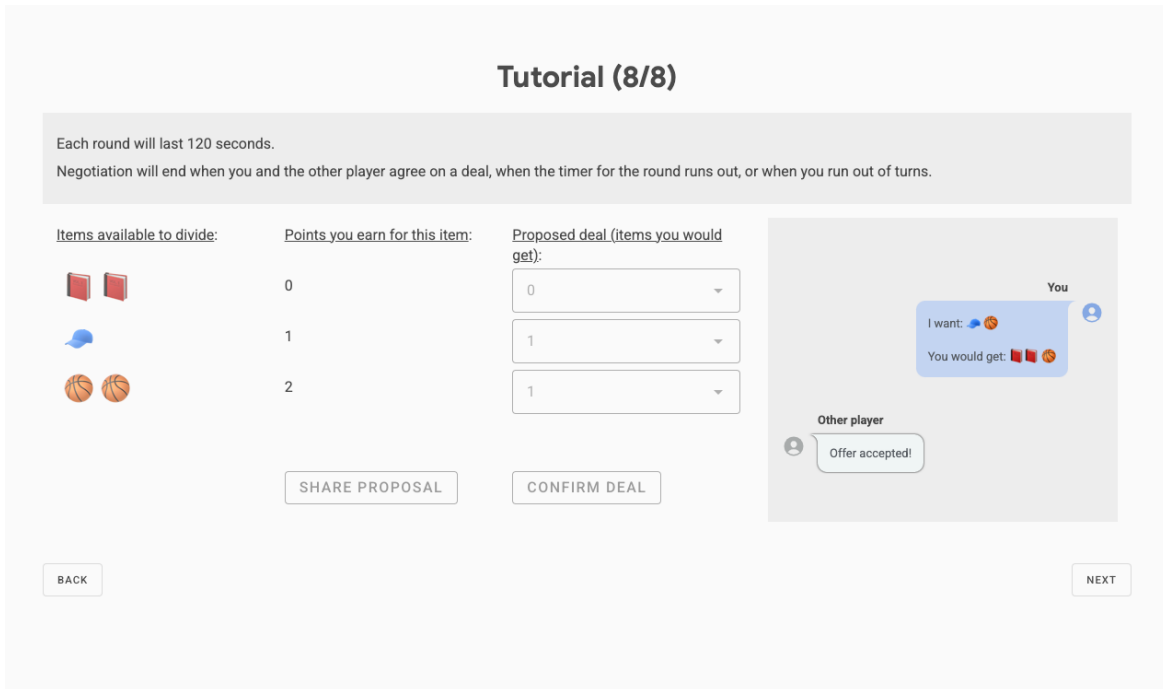 Tutorial (8/8)
Each round will last 120 seconds.
Negotiation will end when you and the other player agree on a deal, when the timer for the round runs out, or when you run out of turns.
Items available to divide:
Points you earn for this item:
Proposed deal (items you would
get):
0
0
1
1
2
1
SHARE PROPOSAL
CONFIRM DEAL
You
I want:
You would get:
Other player
Offer accepted!
BACK
NEXT